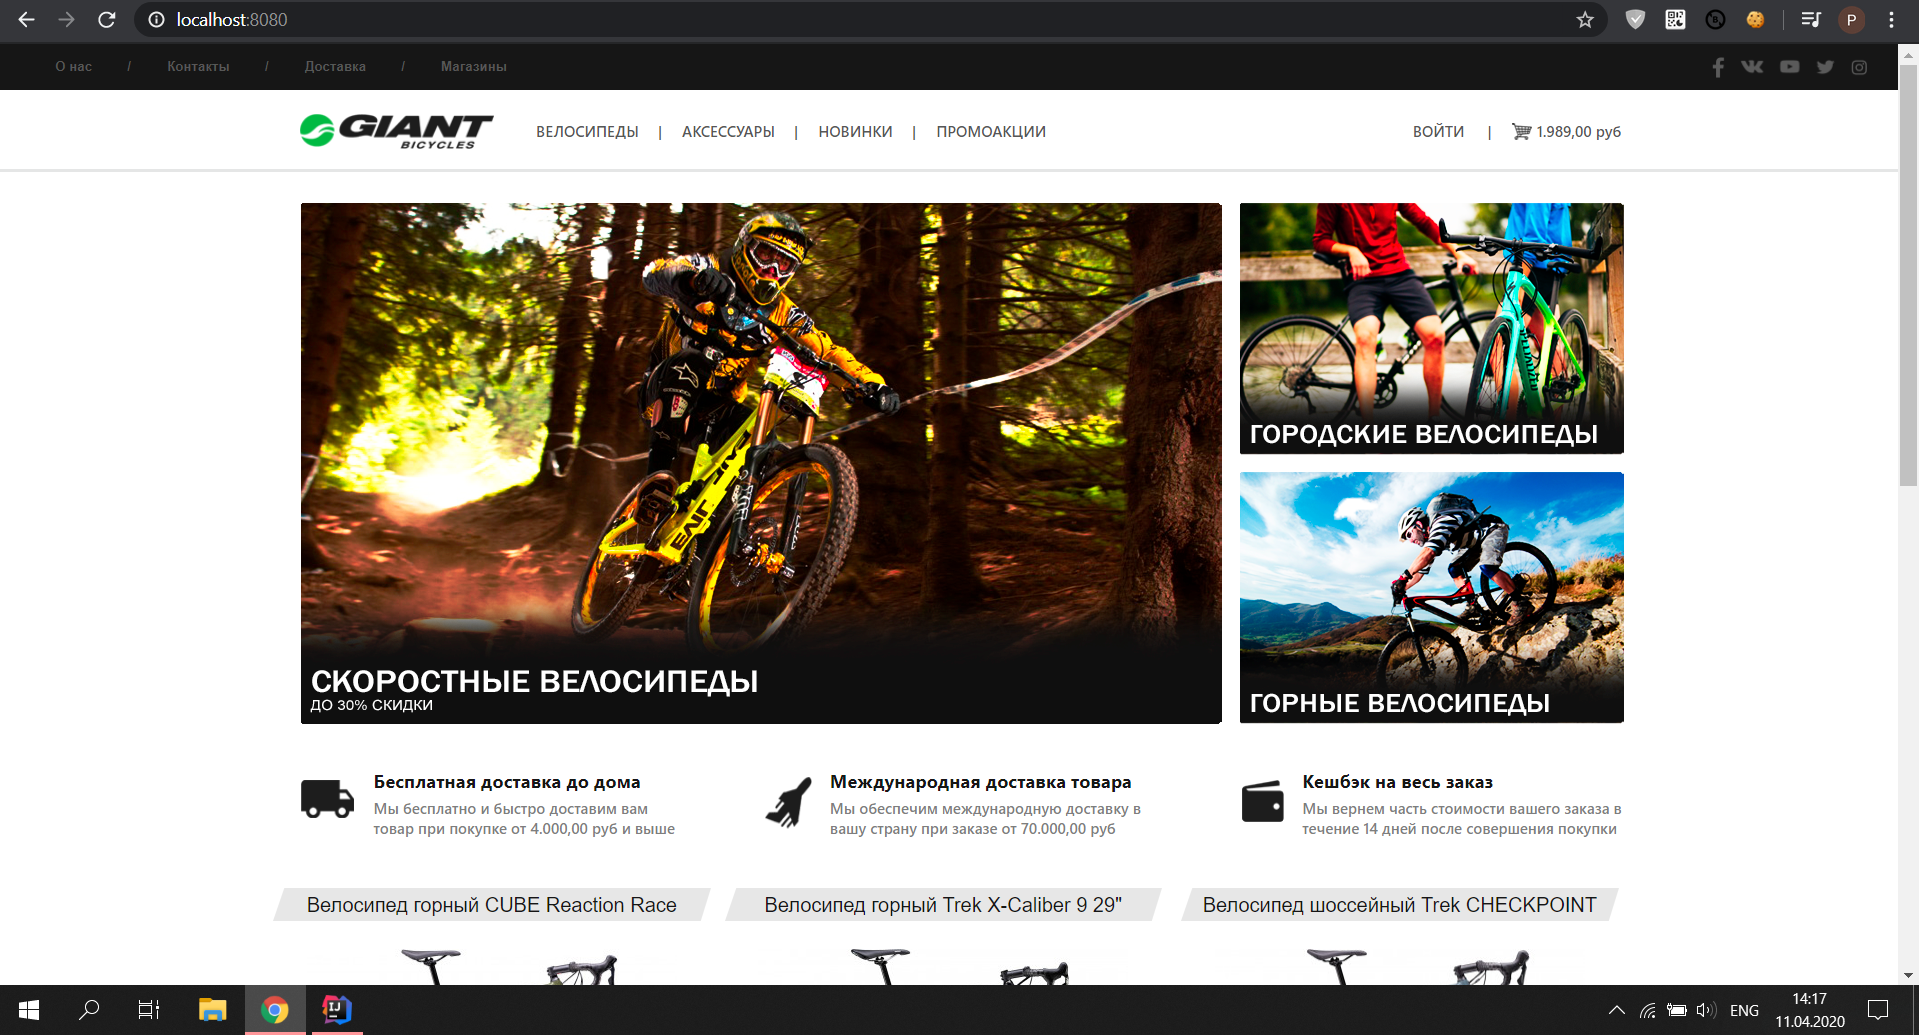 localhost:8080
P
О нас / Контакты / Доставка / Магазины
GIANT
BICYCLES
ВЕЛОСИПЕДЫ | АКСЕССУАРЫ | НОВИНКИ | ПРОМОАКЦИИ
ВОЙТИ | 1.989,00 руб
СКОРОСТНЫЕ ВЕЛОСИПЕДЫ
ДО 30% СКИДКИ
ГОРОДСКИЕ ВЕЛОСИПЕДЫ
ГОРНЫЕ ВЕЛОСИПЕДЫ
Бесплатная доставка до дома
Мы бесплатно и быстро доставим вам
товар при покупке от 4.000,00 руб и выше
Международная доставка товара
Мы обеспечим международную доставку в
вашу страну при заказе от 70.000,00 руб
Кешбэк на весь заказ
Мы вернем часть стоимости вашего заказа в
течение 14 дней после совершения покупки
Велосипед горный CUBE Reaction Race
Велосипед горный Trek X-Caliber 9 29"
Велосипед шоссейный Trek CHECKPOINT
IJ
ENG
14:17
11.04.2020